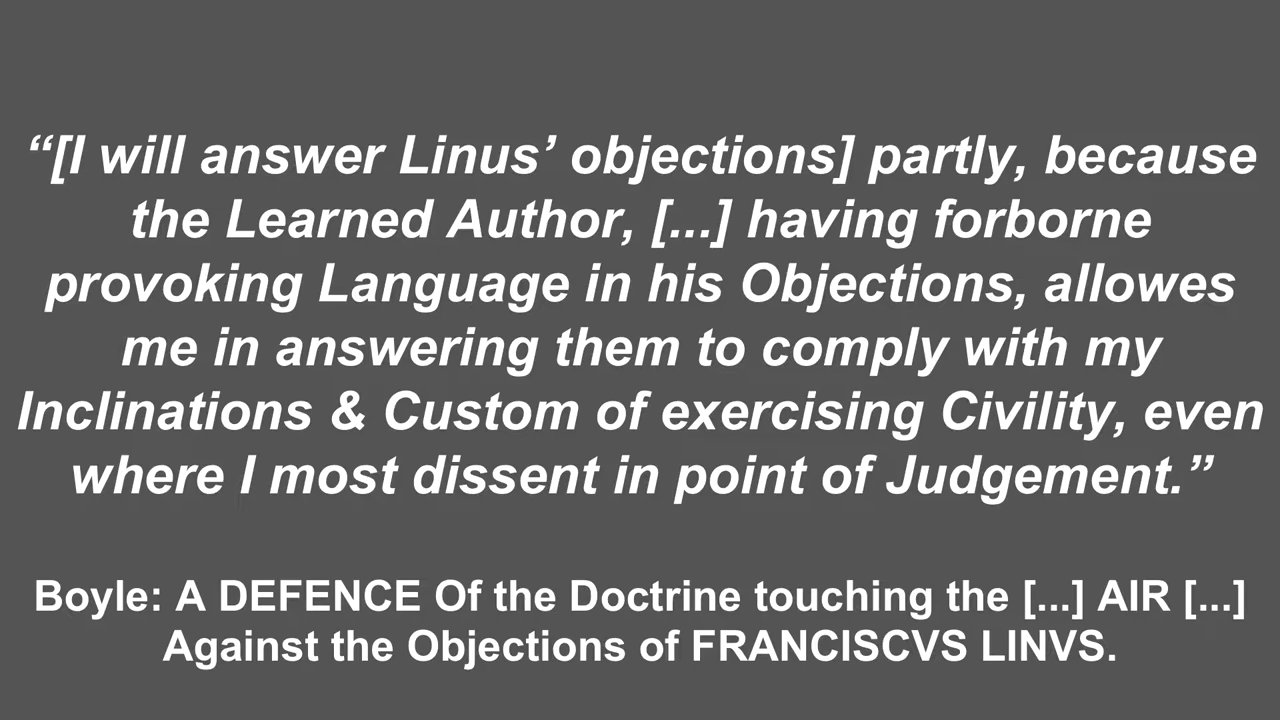 “[I will answer Linus’ objections] partly, because
the Learned Author, [...] having forborne
provoking Language in his Objections, allowes
me in answering them to comply with my
Inclinations & Custom of exercising Civility, even
where I most dissent in point of Judgement.”
Boyle: A DEFENCE Of the Doctrine touching the [...] AIR [...]
Against the Objections of FRANCISCVS LINVS.